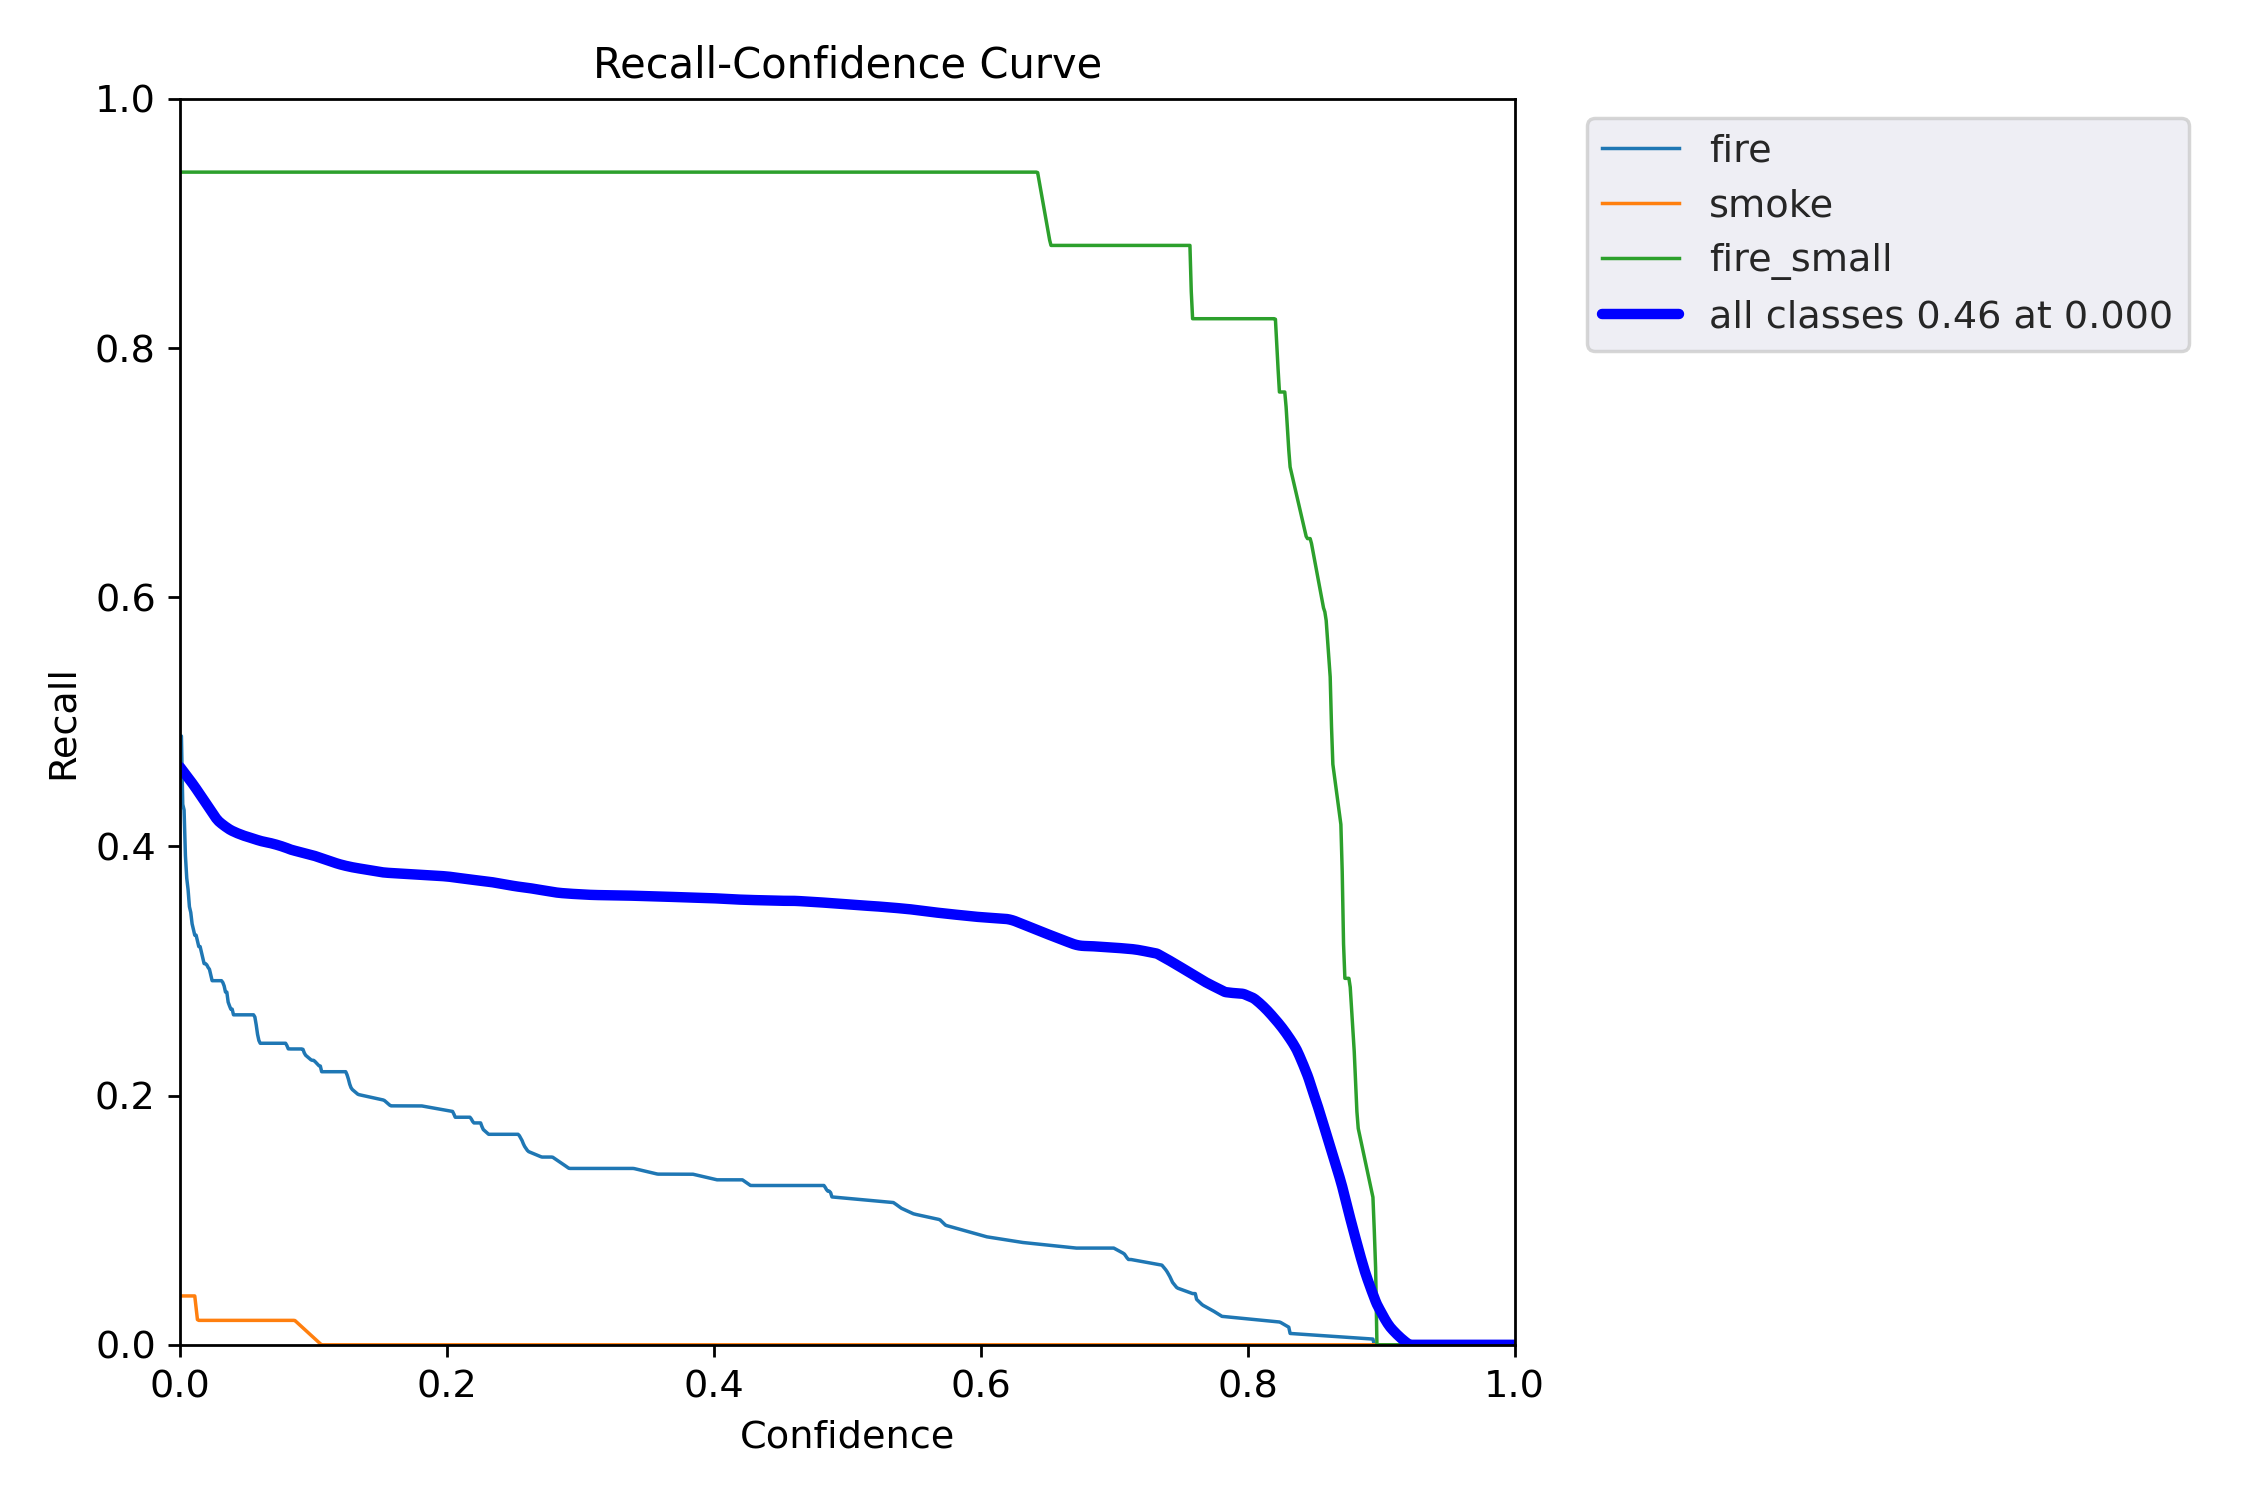 Recall-Confidence Curve
1.0
0.8
0.6
0.4
0.2
0.0
Recall
0.0 0.2 0.4 0.6 0.8 1.0
Confidence
fire
smoke
fire_small
all classes 0.46 at 0.000